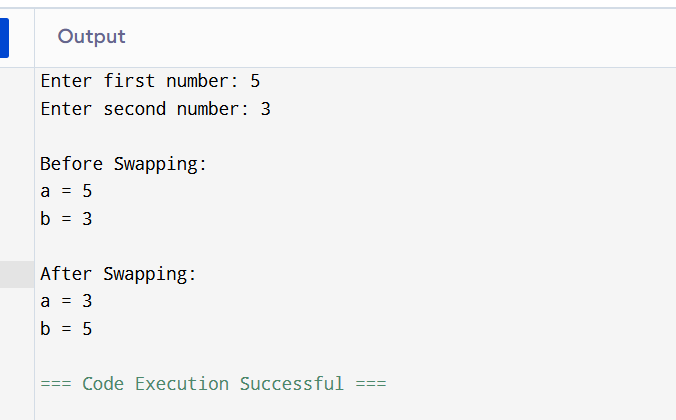 Output
Enter first number: 5
Enter second number: 3
Before Swapping:
a = 5
b = 3
After Swapping:
a = 3
b = 5
=== Code Execution Successful ===